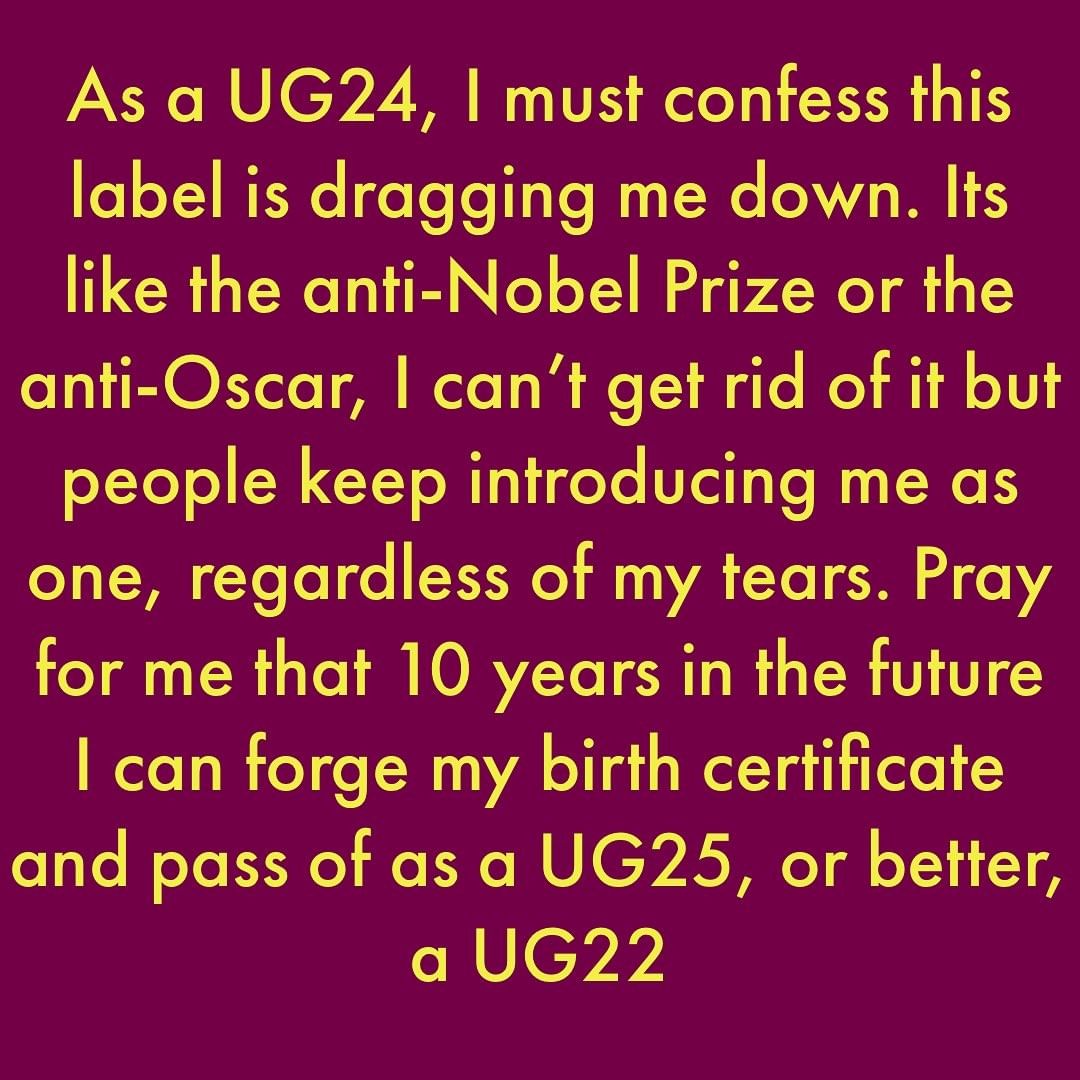 As a UG24, I must confess this
label is dragging me down. Its
like the anti-Nobel Prize or the
anti-Oscar, I can’t get rid of it but
people keep introducing me as
one, regardless of my tears. Pray
for me that 10 years in the future
I can forge my birth certificate
and pass of as a UG25, or better,
a UG22